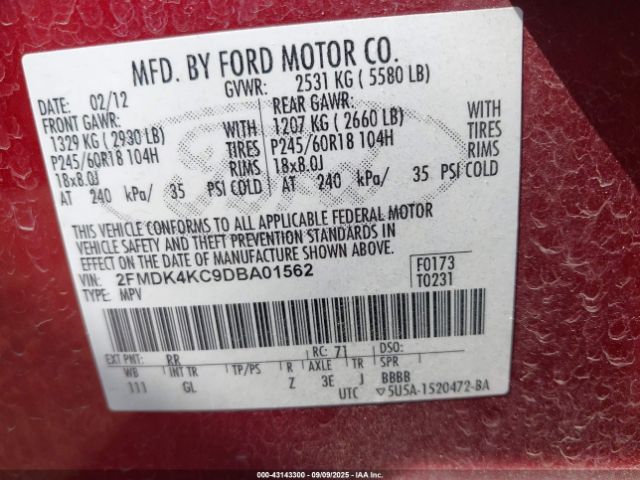 MFD. BY FORD MOTOR CO.
DATE: 02/12 GVWR: 2531 KG ( 5580 LB)
FRONT GAWR: REAR GAWR:
1329 KG ( 2930 LB) WITH 1207 KG ( 2660 LB) WITH
P245/60R18 104H TIRES P245/60R18 104H TIRES
18x8.0J RIMS 18x8.0J RIMS
AT 240 kPa/ 35 PSI COLD AT 240 kPa/ 35 PSI COLD
THIS VEHICLE CONFORMS TO ALL APPLICABLE FEDERAL MOTOR
VEHICLE SAFETY AND THEFT PREVENTION STANDARDS IN
EFFECT ON THE DATE OF MANUFACTURE SHOWN ABOVE.
VIN: 2FMDK4KC9DBA01562 F0173
TYPE: MPV T0231
EXT PNT: RR RC: 71 DSO:
WB INT TR TP/PS R AXLE TR SPR
111 GL Z 3E J BBBB
UTC ▽5U5A-1520472-BA
000-43143300 - 09/09/2025 - IAA Inc.